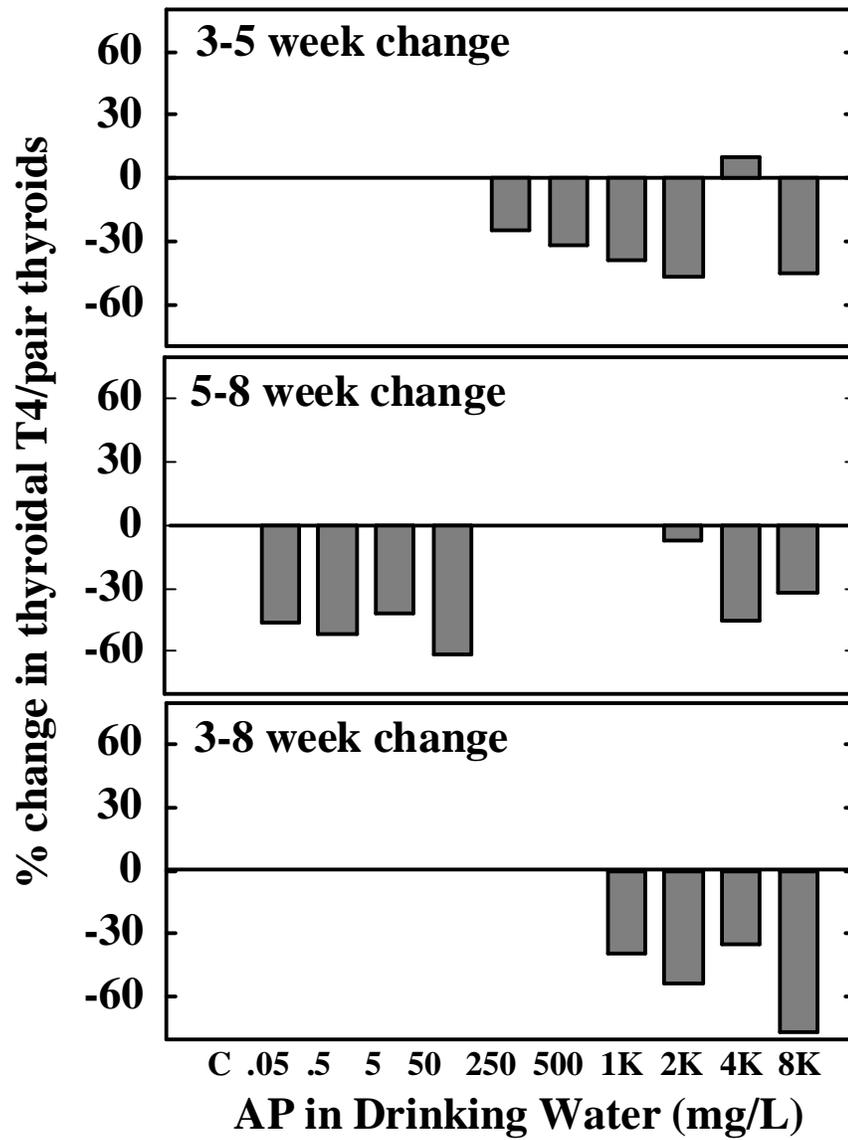 % change in thyroidal T4/pair thyroids
3-5 week change
60
30
0
-30
-60
5-8 week change
60
30
0
-30
-60
3-8 week change
60
30
0
-30
-60
C .05 .5 5 50 250 500 1K 2K 4K 8K
AP in Drinking Water (mg/L)